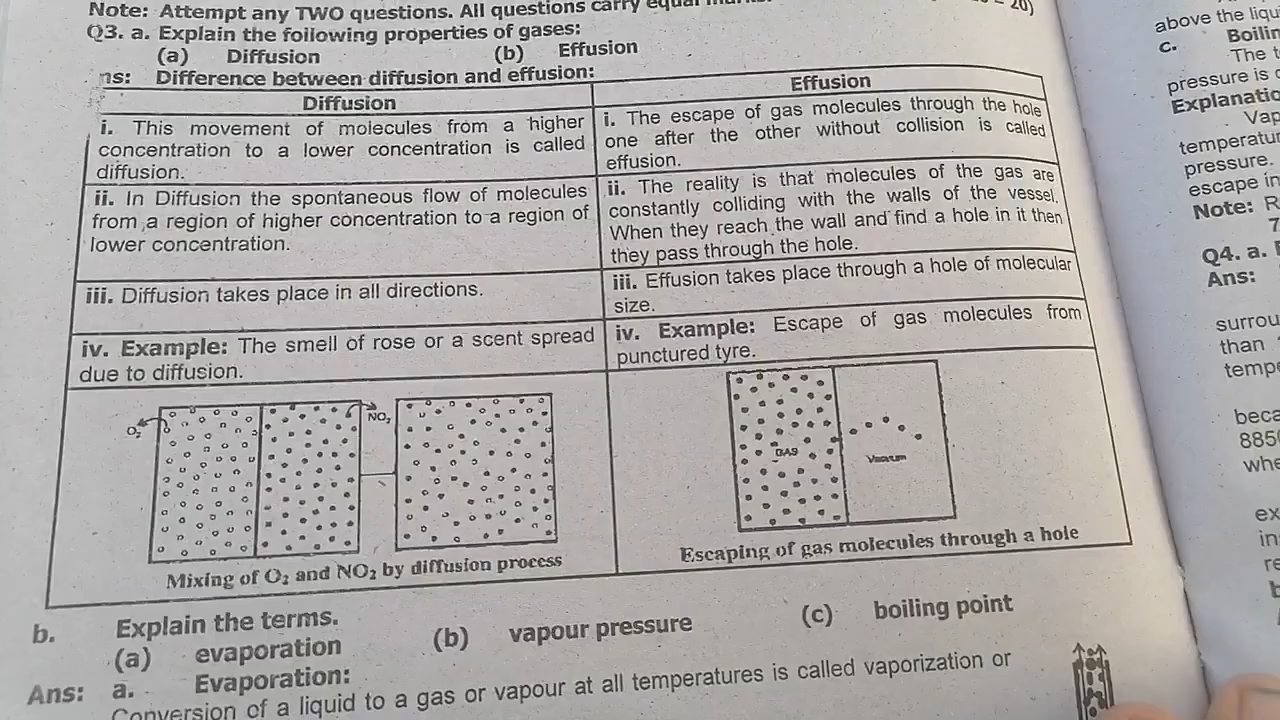 Note: Attempt any TWO questions. All questions carry equal
20)
Q3. a. Explain the following properties of gases:
(a) Diffusion (b) Effusion
ns: Difference between diffusion and effusion:
Diffusion
i. This movement of molecules from a higher
concentration to a lower concentration is called
diffusion.
ii. In Diffusion the spontaneous flow of molecules
from a region of higher concentration to a region of
lower concentration.
iii. Diffusion takes place in all directions.
iv. Example: The smell of rose or a scent spread
due to diffusion.
O₂
NO₂
Mixing of O₂ and NO₂ by diffusion process
Effusion
i. The escape of gas molecules through the hole
one after the other without collision is called
effusion.
ii. The reality is that molecules of the gas are
constantly colliding with the walls of the vessel.
When they reach the wall and find a hole in it then
they pass through the hole.
iii. Effusion takes place through a hole of molecular
size.
iv. Example: Escape of gas molecules from
punctured tyre.
GAS
Vacuum
Escaping of gas molecules through a hole
b. Explain the terms.
(a) evaporation (b) vapour pressure (c) boiling point
Ans: a. Evaporation:
Conversion of a liquid to a gas or vapour at all temperatures is called vaporization or
above the liqu
c. Boilin
The t
pressure is
Explanatio
Vap
temperatur
pressure.
escape in
Note: R
7
Q4. a.
Ans:
surrou
than
tempe
beca
885
whe
ex
in
re